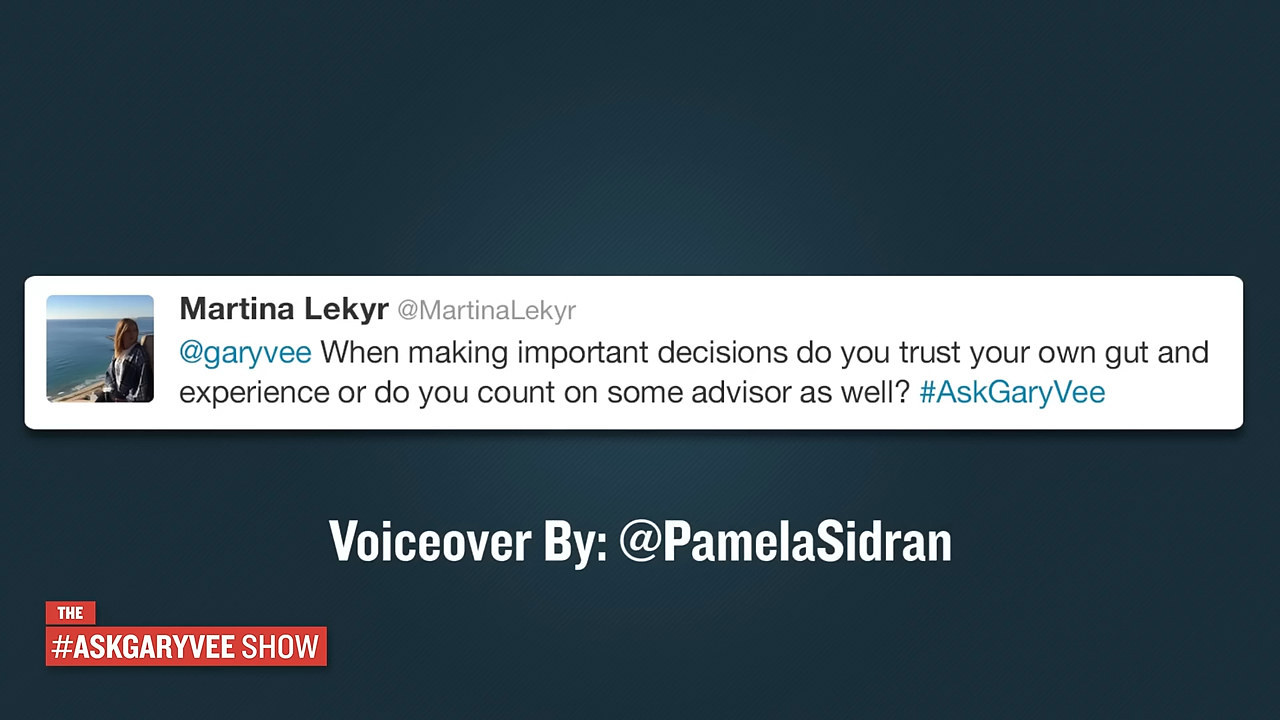 Martina Lekyr @MartinaLekyr
@garyvee When making important decisions do you trust your own gut and
experience or do you count on some advisor as well? #AskGaryVee
Voiceover By: @PamelaSidran
THE
#ASKGARYVEE SHOW